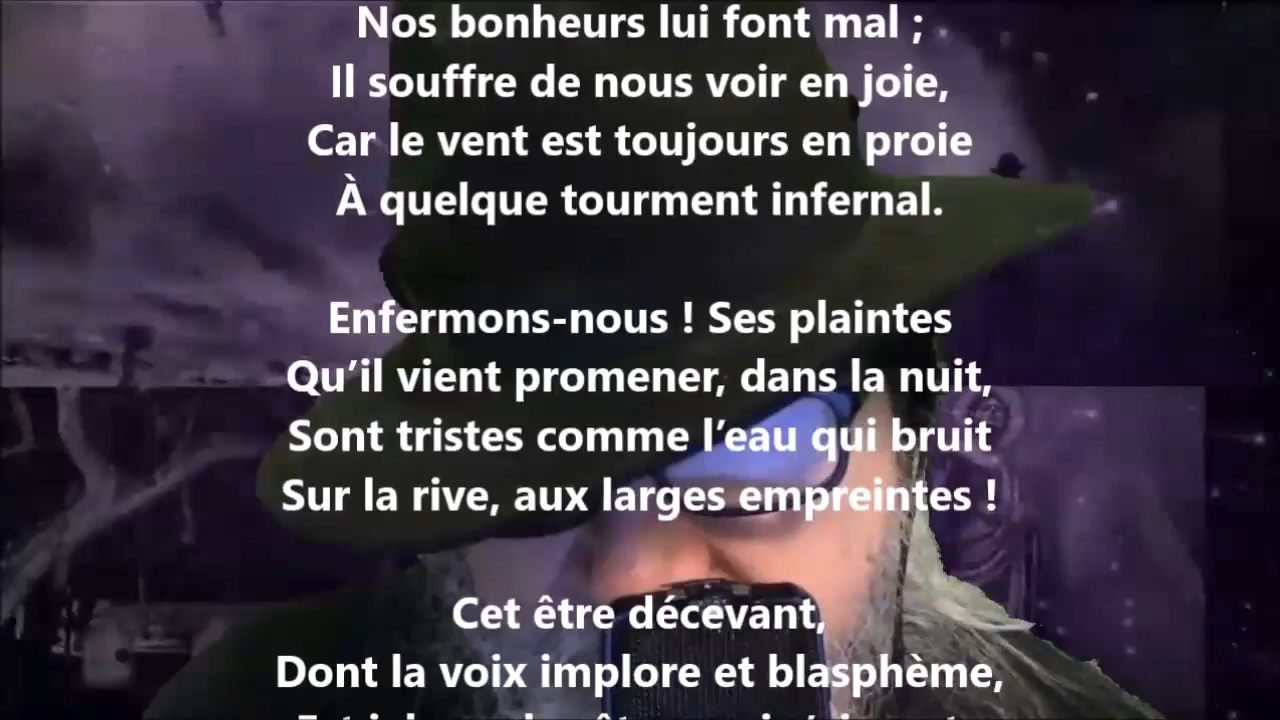 Nos bonheurs lui font mal ;
Il souffre de nous voir en joie,
Car le vent est toujours en proie
À quelque tourment infernal.
Enfermons-nous ! Ses plaintes
Qu’il vient promener, dans la nuit,
Sont tristes comme l’eau qui bruit
Sur la rive, aux larges empreintes !
Cet être décevant,
Dont la voix implore et blasphème,